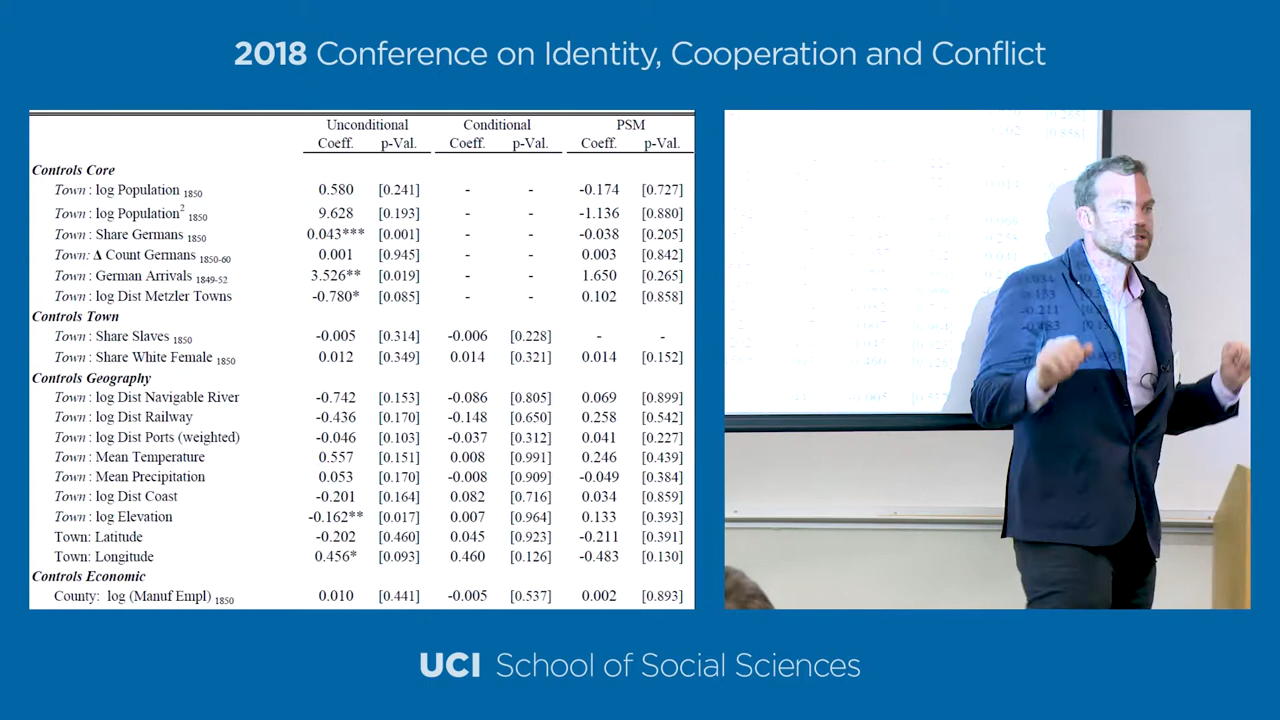 2018 Conference on Identity, Cooperation and Conflict
Unconditional Conditional PSM
Coeff. p-Val. Coeff. p-Val. Coeff. p-Val.
Controls Core
Town: log Population 1850 0.580 [0.241] - - -0.174 [0.727]
Town: log Population² 1850 9.628 [0.193] - - -1.136 [0.880]
Town: Share Germans 1850 0.043*** [0.001] - - -0.038 [0.205]
Town: Δ Count Germans 1850-60 0.001 [0.945] - - 0.003 [0.842]
Town: German Arrivals 1849-52 3.526** [0.019] - - 1.650 [0.265]
Town: log Dist Metzler Towns -0.780* [0.085] - - 0.102 [0.858]
Controls Town
Town: Share Slaves 1850 -0.005 [0.314] -0.006 [0.228] - -
Town: Share White Female 1850 0.012 [0.349] 0.014 [0.321] 0.014 [0.152]
Controls Geography
Town: log Dist Navigable River -0.742 [0.153] -0.086 [0.805] 0.069 [0.899]
Town: log Dist Railway -0.436 [0.170] -0.148 [0.650] 0.258 [0.542]
Town: log Dist Ports (weighted) -0.046 [0.103] -0.037 [0.312] 0.041 [0.227]
Town: Mean Temperature 0.557 [0.151] 0.008 [0.991] 0.246 [0.439]
Town: Mean Precipitation 0.053 [0.170] -0.008 [0.909] -0.049 [0.384]
Town: log Dist Coast -0.201 [0.164] 0.082 [0.716] 0.034 [0.859]
Town: log Elevation -0.162** [0.017] 0.007 [0.964] 0.133 [0.393]
Town: Latitude -0.202 [0.460] 0.045 [0.923] -0.211 [0.391]
Town: Longitude 0.456* [0.093] 0.460 [0.126] -0.483 [0.130]
Controls Economic
County: log (Manuf Empl) 1850 0.010 [0.441] -0.005 [0.537] 0.002 [0.893]
UCI School of Social Sciences